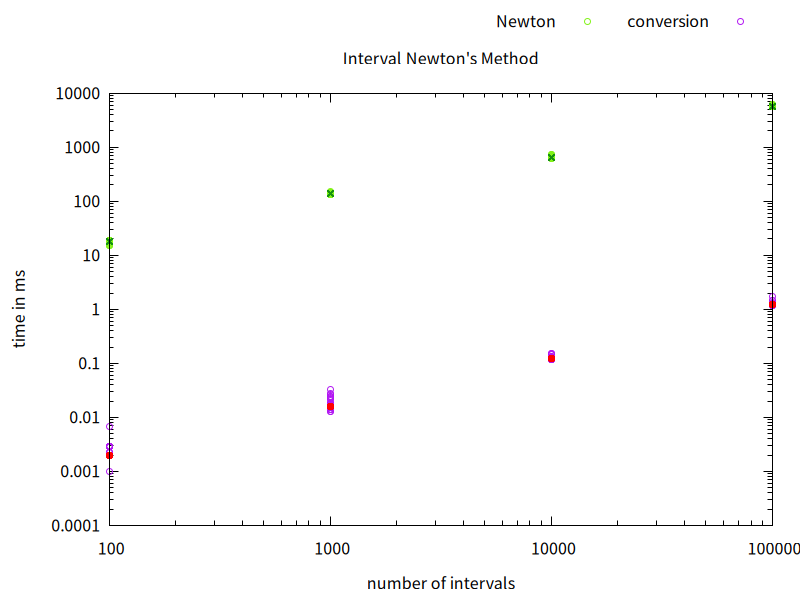 Newton conversion
Interval Newton's Method
10000
1000
100
10
1
0.1
0.01
0.001
0.0001
time in ms
100 1000 10000 100000
number of intervals